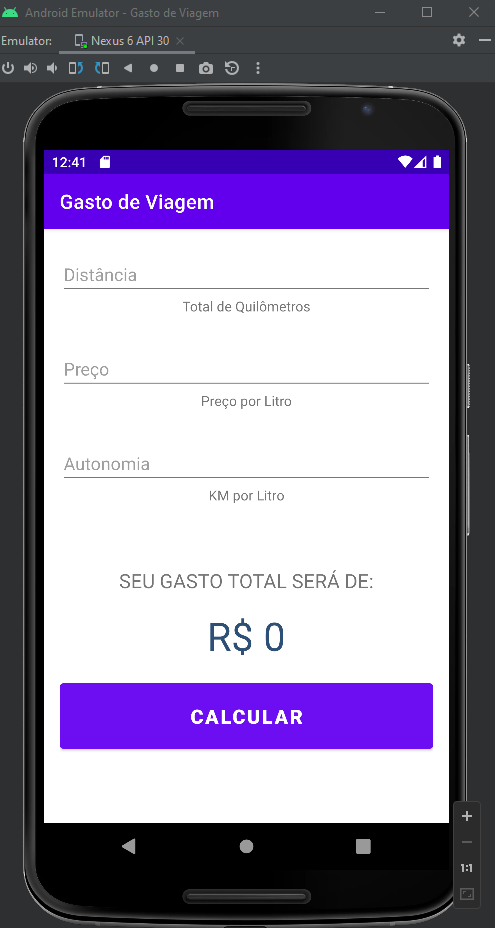 Android Emulator - Gasto de Viagem
Emulator: Nexus 6 API 30
12:41
Gasto de Viagem
Distância
Total de Quilômetros
Preço
Preço por Litro
Autonomia
KM por Litro
SEU GASTO TOTAL SERÁ DE:
R$ 0
CALCULAR
1:1